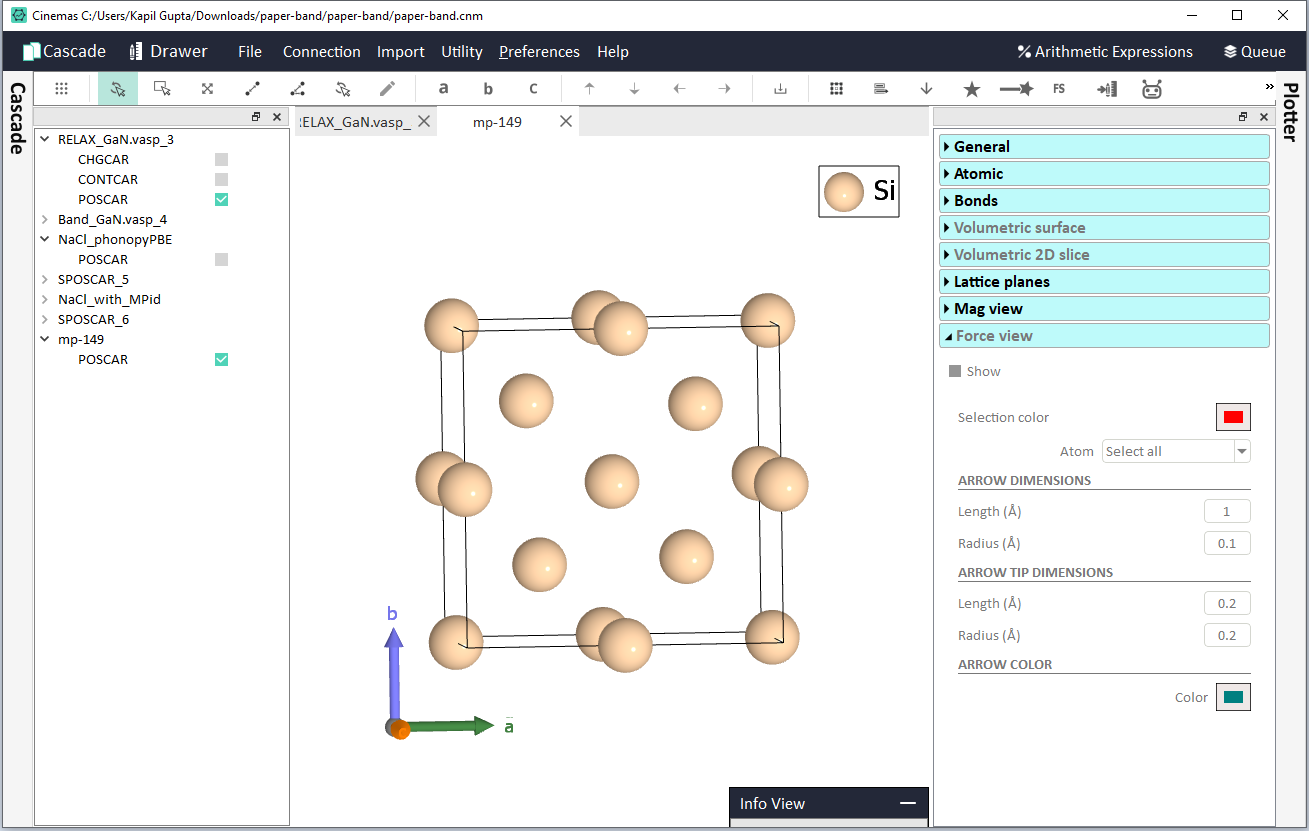 Cinemas C:/Users/Kapil Gupta/Downloads/paper-band/paper-band/paper-band.cnm
Cascade Drawer File Connection Import Utility Preferences Help Arithmetic Expressions Queue
a b c FS »
Cascade
RELAX_GaN.vasp_3
CHGCAR
CONTCAR
POSCAR
Band_GaN.vasp_4
NaCl_phonopyPBE
POSCAR
SPOSCAR_5
NaCl_with_MPid
SPOSCAR_6
mp-149
POSCAR
RELAX_GaN.vasp_ mp-149
Si
b
a
Info View
General
Atomic
Bonds
Volumetric surface
Volumetric 2D slice
Lattice planes
Mag view
Force view
Show
Selection color
Atom Select all
ARROW DIMENSIONS
Length (Å) 1
Radius (Å) 0.1
ARROW TIP DIMENSIONS
Length (Å) 0.2
Radius (Å) 0.2
ARROW COLOR
Color
Plotter